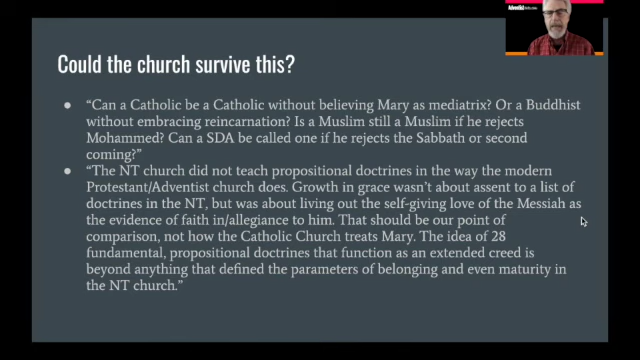 Adventist
Could the church survive this?
● "Can a Catholic be a Catholic without believing Mary as mediatrix? Or a Buddhist
without embracing reincarnation? Is a Muslim still a Muslim if he rejects
Mohammed? Can a SDA be called one if he rejects the Sabbath or second
coming?"
● "The NT church did not teach propositional doctrines in the way the modern
Protestant/Adventist church does. Growth in grace wasn't about assent to a list of
doctrines in the NT, but was about living out the self-giving love of the Messiah as
the evidence of faith in/allegiance to him. That should be our point of
comparison, not how the Catholic Church treats Mary. The idea of 28
fundamental, propositional doctrines that function as an extended creed is
beyond anything that defined the parameters of belonging and even maturity in
the NT church."